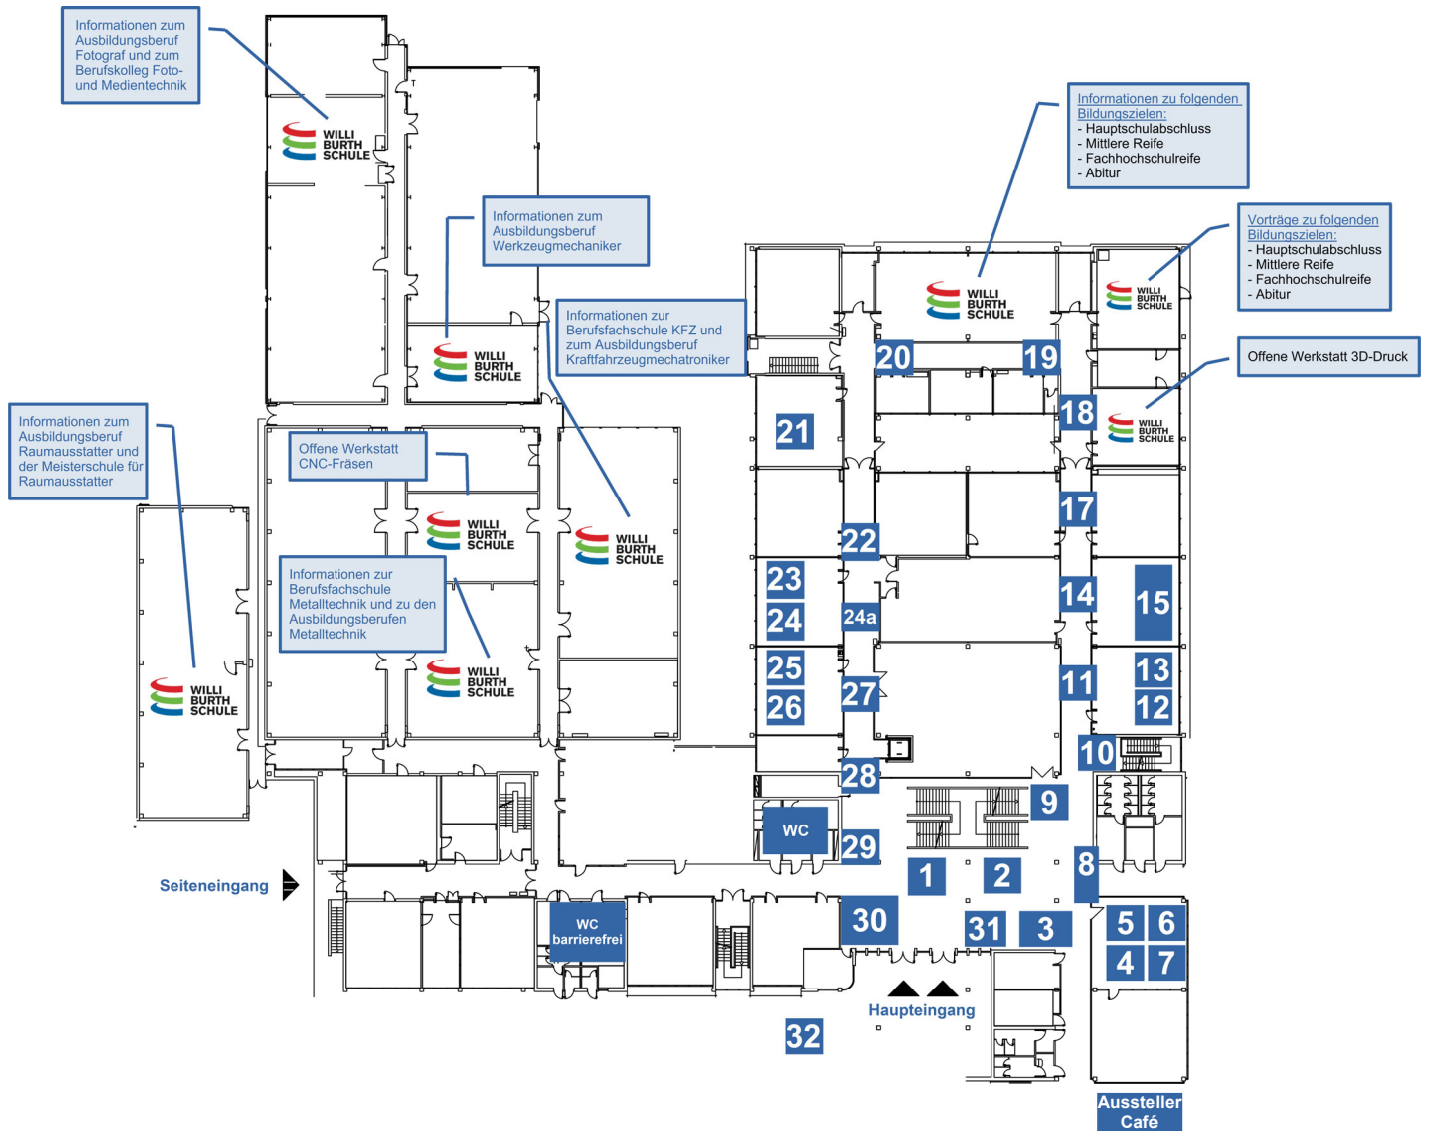 Informationen zum
Ausbildungsberuf
Fotograf und zum
Berufskolleg Foto-
und Medientechnik
WILLI
BURTH
SCHULE
Informationen zum
Ausbildungsberuf
Werkzeugmechaniker
WILLI
BURTH
SCHULE
Informationen zur
Berufsfachschule KFZ und
zum Ausbildungsberuf
Kraftfahrzeugmechatroniker
WILLI
BURTH
SCHULE
Informationen zu folgenden
Bildungszielen:
- Hauptschulabschluss
- Mittlere Reife
- Fachhochschulreife
- Abitur
WILLI
BURTH
SCHULE
Vorträge zu folgenden
Bildungszielen:
- Hauptschulabschluss
- Mittlere Reife
- Fachhochschulreife
- Abitur
WILLI
BURTH
SCHULE
Offene Werkstatt 3D-Druck
WILLI
BURTH
SCHULE
Informationen zum
Ausbildungsberuf
Raumausstatter und
der Meisterschule für
Raumausstatter
WILLI
BURTH
SCHULE
Offene Werkstatt
CNC-Fräsen
WILLI
BURTH
SCHULE
Informationen zur
Berufsfachschule
Metalltechnik und zu den
Ausbildungsberufen
Metalltechnik
WILLI
BURTH
SCHULE
20
19
18
21
17
22
23
24
24a
14
15
25
26
27
11
13
12
10
28
9
WC
29
1
2
8
Seiteneingang
WC
barrierefrei
30
31
3
5
6
4
7
Haupteingang
32
Aussteller
Café